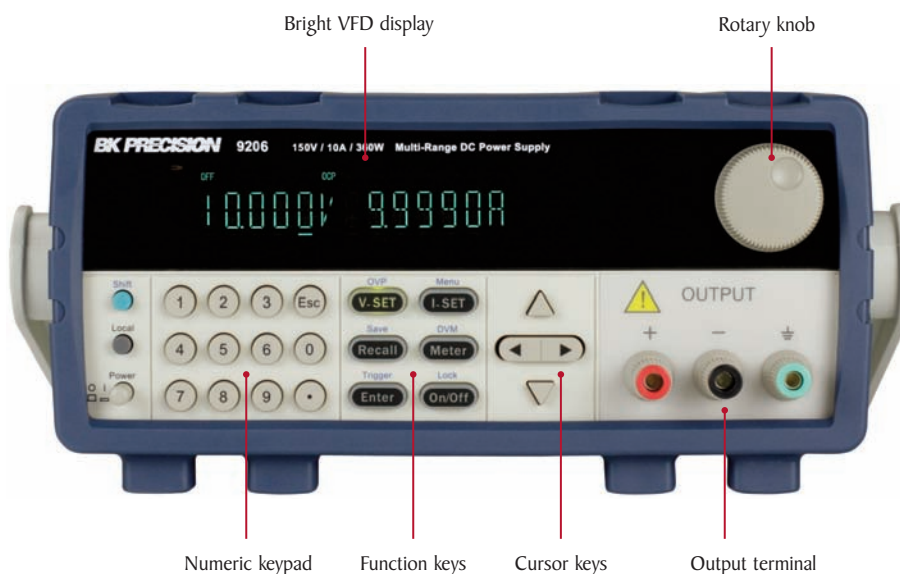 Bright VFD display
Rotary knob
BK PRECISION 9206 150V / 10A / 360W Multi-Range DC Power Supply
OFF OCP
10.000V 9.9990A
Shift
1 2 3 Esc
OVP Menu
V-SET I-SET
OUTPUT
Local
4 5 6 0
Save DVM
Recall Meter
+ −
Power
O I
7 8 9 •
Trigger Lock
Enter On/Off
Numeric keypad
Function keys
Cursor keys
Output terminal